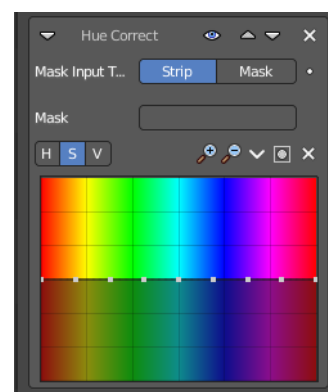 Hue Correct
Mask Input T... Strip Mask
Mask
H S V